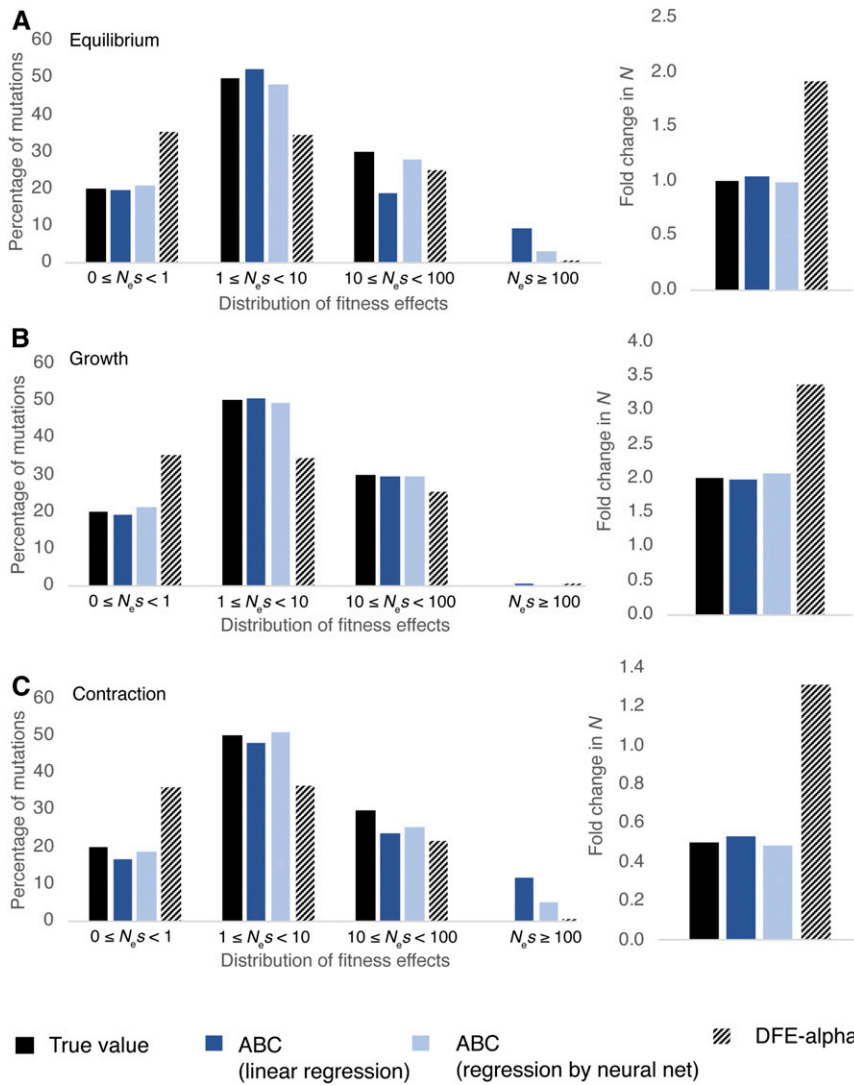 A
Equilibrium
Percentage of mutations
60
50
40
30
20
10
0
0 ≤ Nₑs < 1
1 ≤ Nₑs < 10
10 ≤ Nₑs < 100
Nₑs ≥ 100
Distribution of fitness effects
Fold change in N
2.5
2.0
1.5
1.0
0.5
0.0
B
Growth
Percentage of mutations
60
50
40
30
20
10
0
0 ≤ Nₑs < 1
1 ≤ Nₑs < 10
10 ≤ Nₑs < 100
Nₑs ≥ 100
Distribution of fitness effects
Fold change in N
4.0
3.5
3.0
2.5
2.0
1.5
1.0
0.5
0.0
C
Contraction
Percentage of mutations
60
50
40
30
20
10
0
0 ≤ Nₑs < 1
1 ≤ Nₑs < 10
10 ≤ Nₑs < 100
Nₑs ≥ 100
Distribution of fitness effects
Fold change in N
1.4
1.2
1.0
0.8
0.6
0.4
0.2
0.0
True value
ABC
(linear regression)
ABC
(regression by neural net)
DFE-alpha